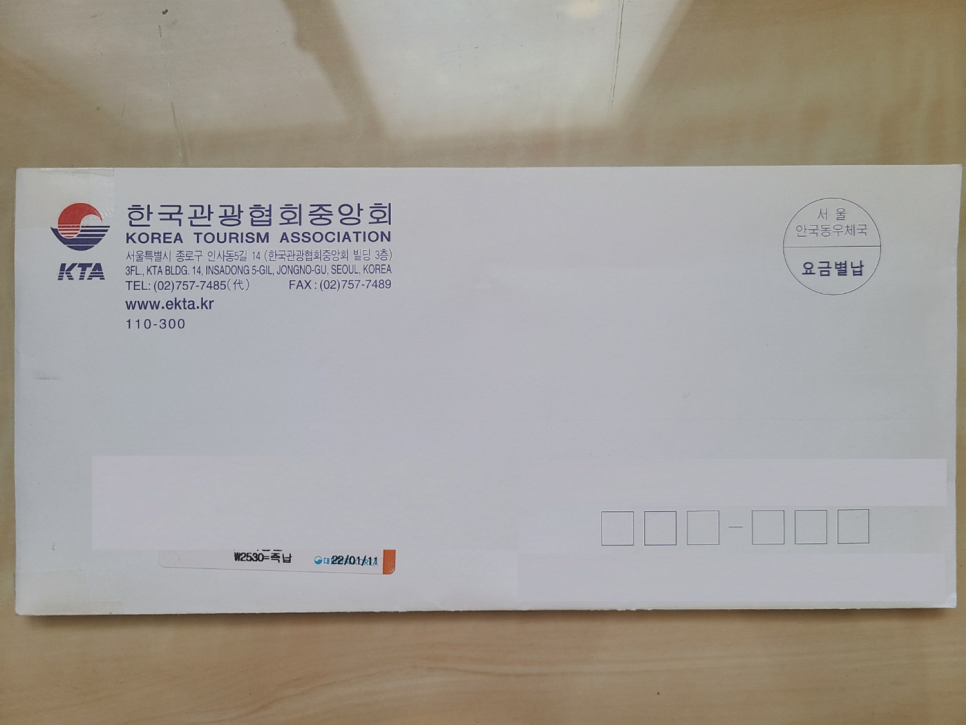 한국관광협회중앙회
KOREA TOURISM ASSOCIATION
KTA
서울특별시 종로구 인사동5길 14 (한국관광협회중앙회 빌딩 3층)
3FL., KTA BLDG. 14, INSADONG 5-GIL, JONGNO-GU, SEOUL, KOREA
TEL: (02)757-7485(代) FAX : (02)757-7489
www.ekta.kr
110-300
서 울
안국동우체국
요금별납
₩2530=즉납 22/01/11